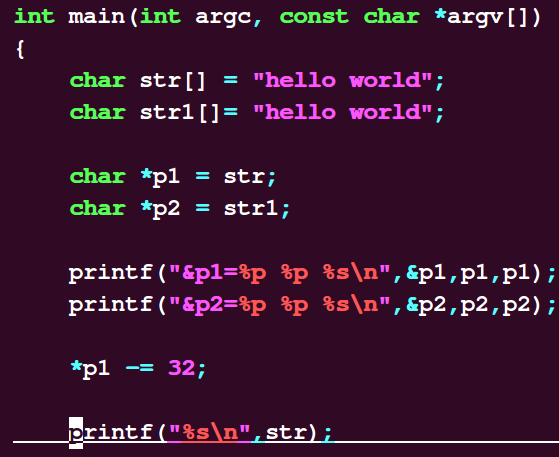 int main(int argc, const char *argv[])
{
    char str[] = "hello world";
    char str1[]= "hello world";

    char *p1 = str;
    char *p2 = str1;

    printf("&p1=%p %p %s\n",&p1,p1,p1);
    printf("&p2=%p %p %s\n",&p2,p2,p2);

    *p1 -= 32;

    printf("%s\n",str);